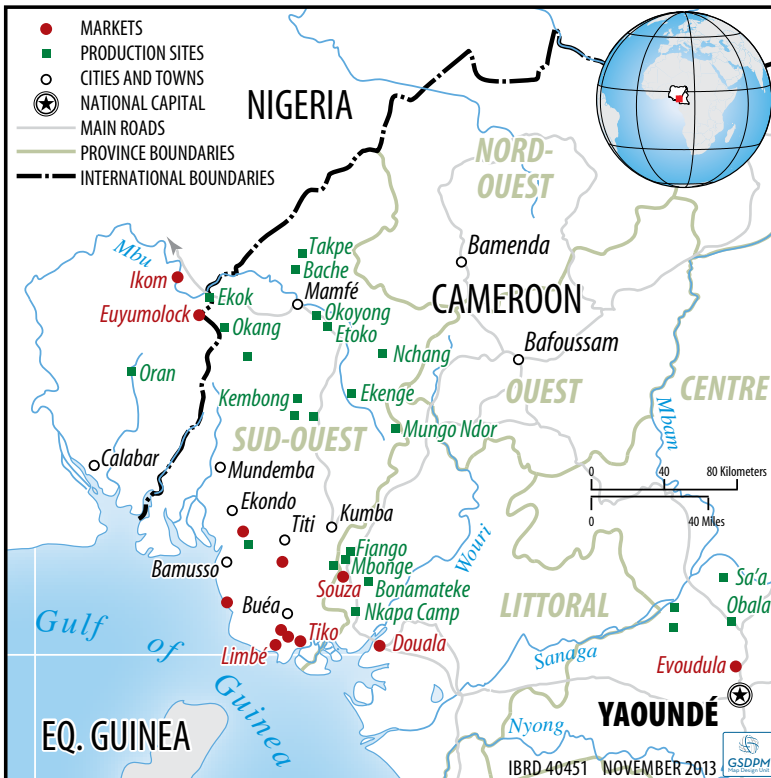 MARKETS
PRODUCTION SITES
CITIES AND TOWNS
NATIONAL CAPITAL
MAIN ROADS
PROVINCE BOUNDARIES
INTERNATIONAL BOUNDARIES
NIGERIA
NORD-
OUEST
Mbu
Takpe
Bache
Bamenda
Ikom
Ekok
Mamfé
CAMEROON
Euyumolock
Okoyong
Okang
Etoko
Bafoussam
Nchang
Oran
OUEST
CENTRE
Kembong
Ekenge
Mbam
SUD-OUEST
Mungo Ndor
Calabar
Mundemba
0 40 80 Kilometers
0 40 Miles
Ekondo
Titi
Kumba
Wouri
Fiango
Mbonge
Bamusso
Souza
Bonamateke
Sa'a
Buéa
Nkapa Camp
LITTORAL
Obala
Gulf of Guinea
Tiko
Limbé
Douala
Sanaga
Evoudula
YAOUNDÉ
EQ. GUINEA
Nyong
IBRD 40451 NOVEMBER 2013
GSDPM
Map Design Unit